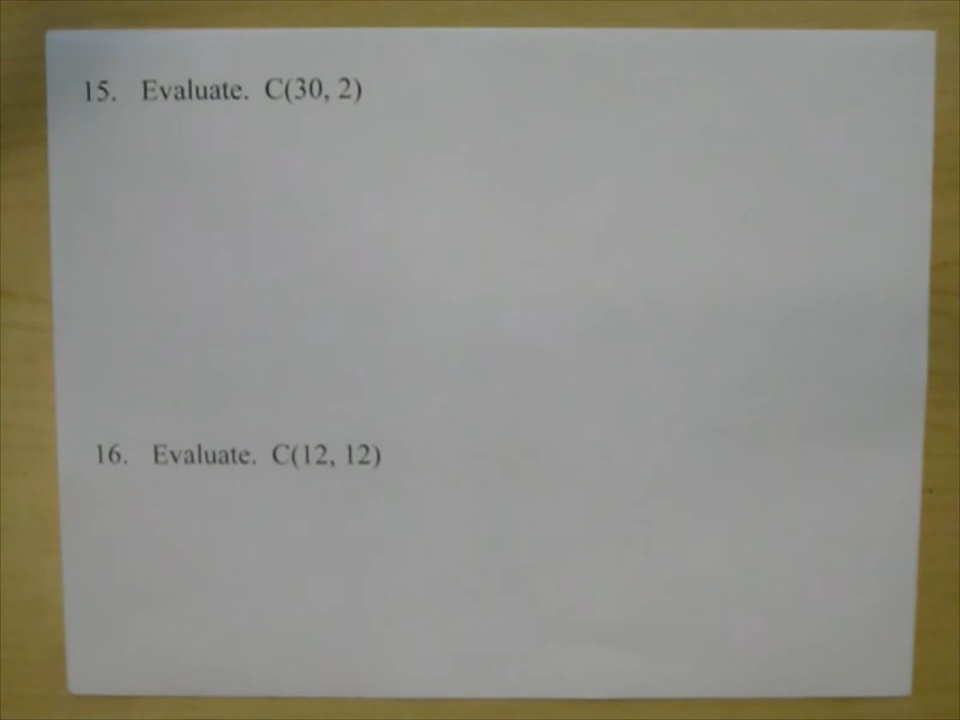 15. Evaluate. C(30, 2)
16. Evaluate. C(12, 12)